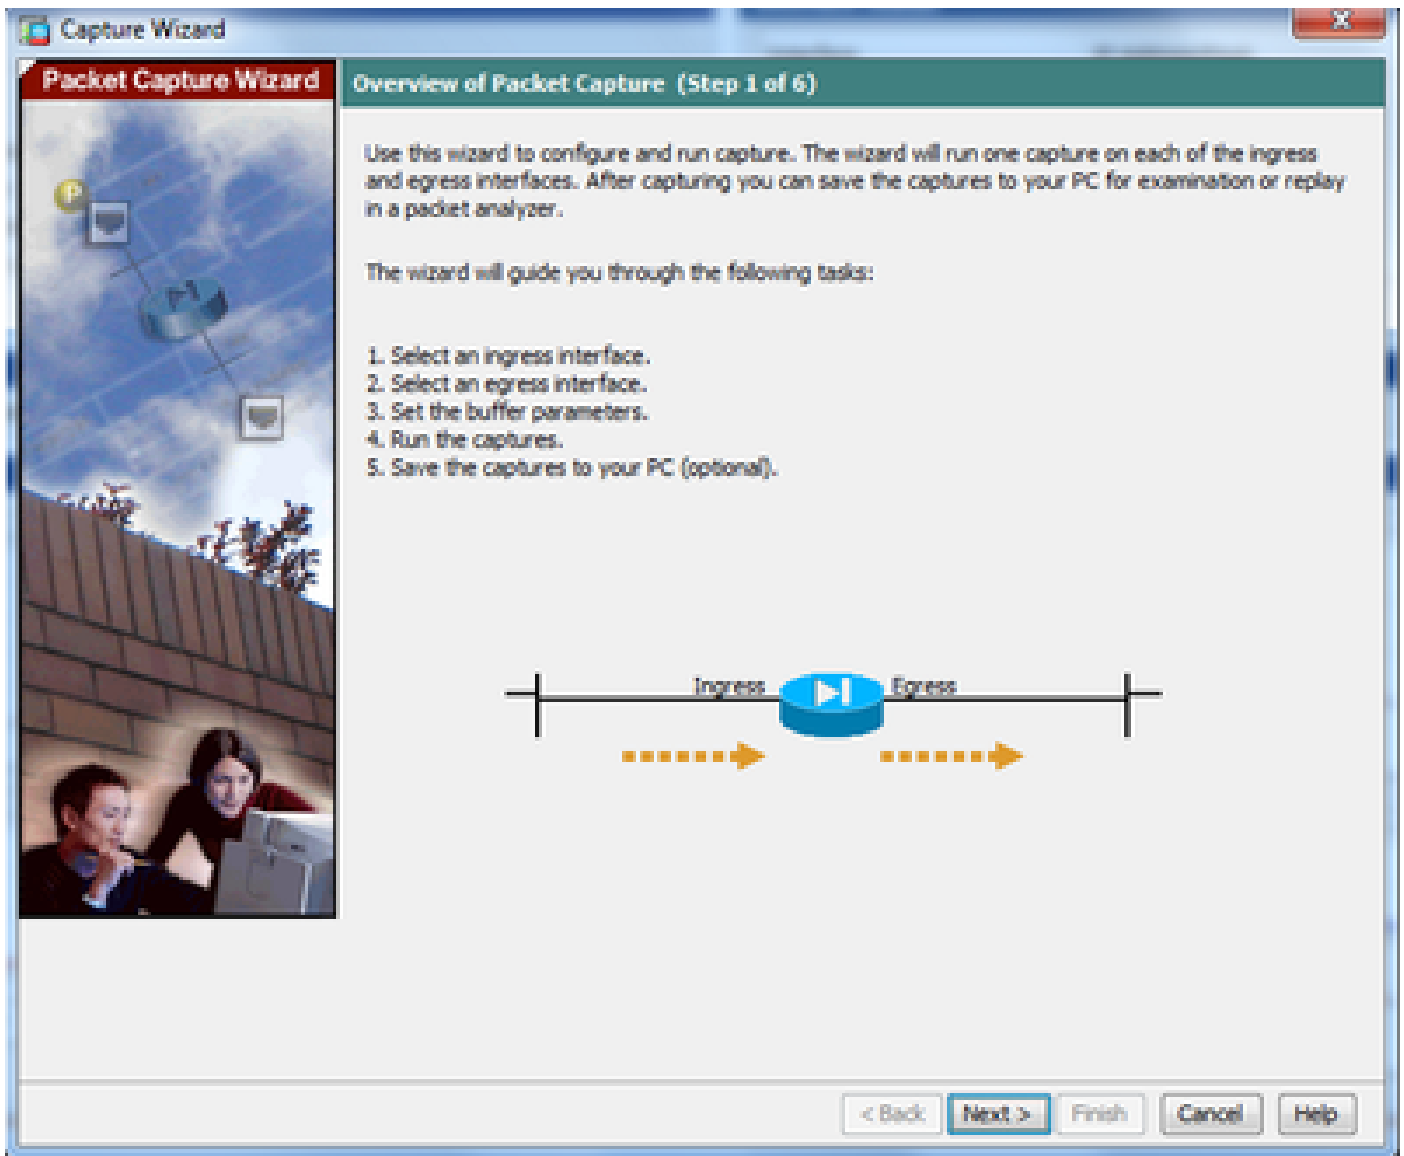 Capture Wizard
Packet Capture Wizard
Overview of Packet Capture (Step 1 of 6)
Use this wizard to configure and run capture. The wizard will run one capture on each of the ingress
and egress interfaces. After capturing you can save the captures to your PC for examination or replay
in a packet analyzer.
The wizard will guide you through the following tasks:
1. Select an ingress interface.
2. Select an egress interface.
3. Set the buffer parameters.
4. Run the captures.
5. Save the captures to your PC (optional).
Ingress
Egress
< Back
Next >
Finish
Cancel
Help